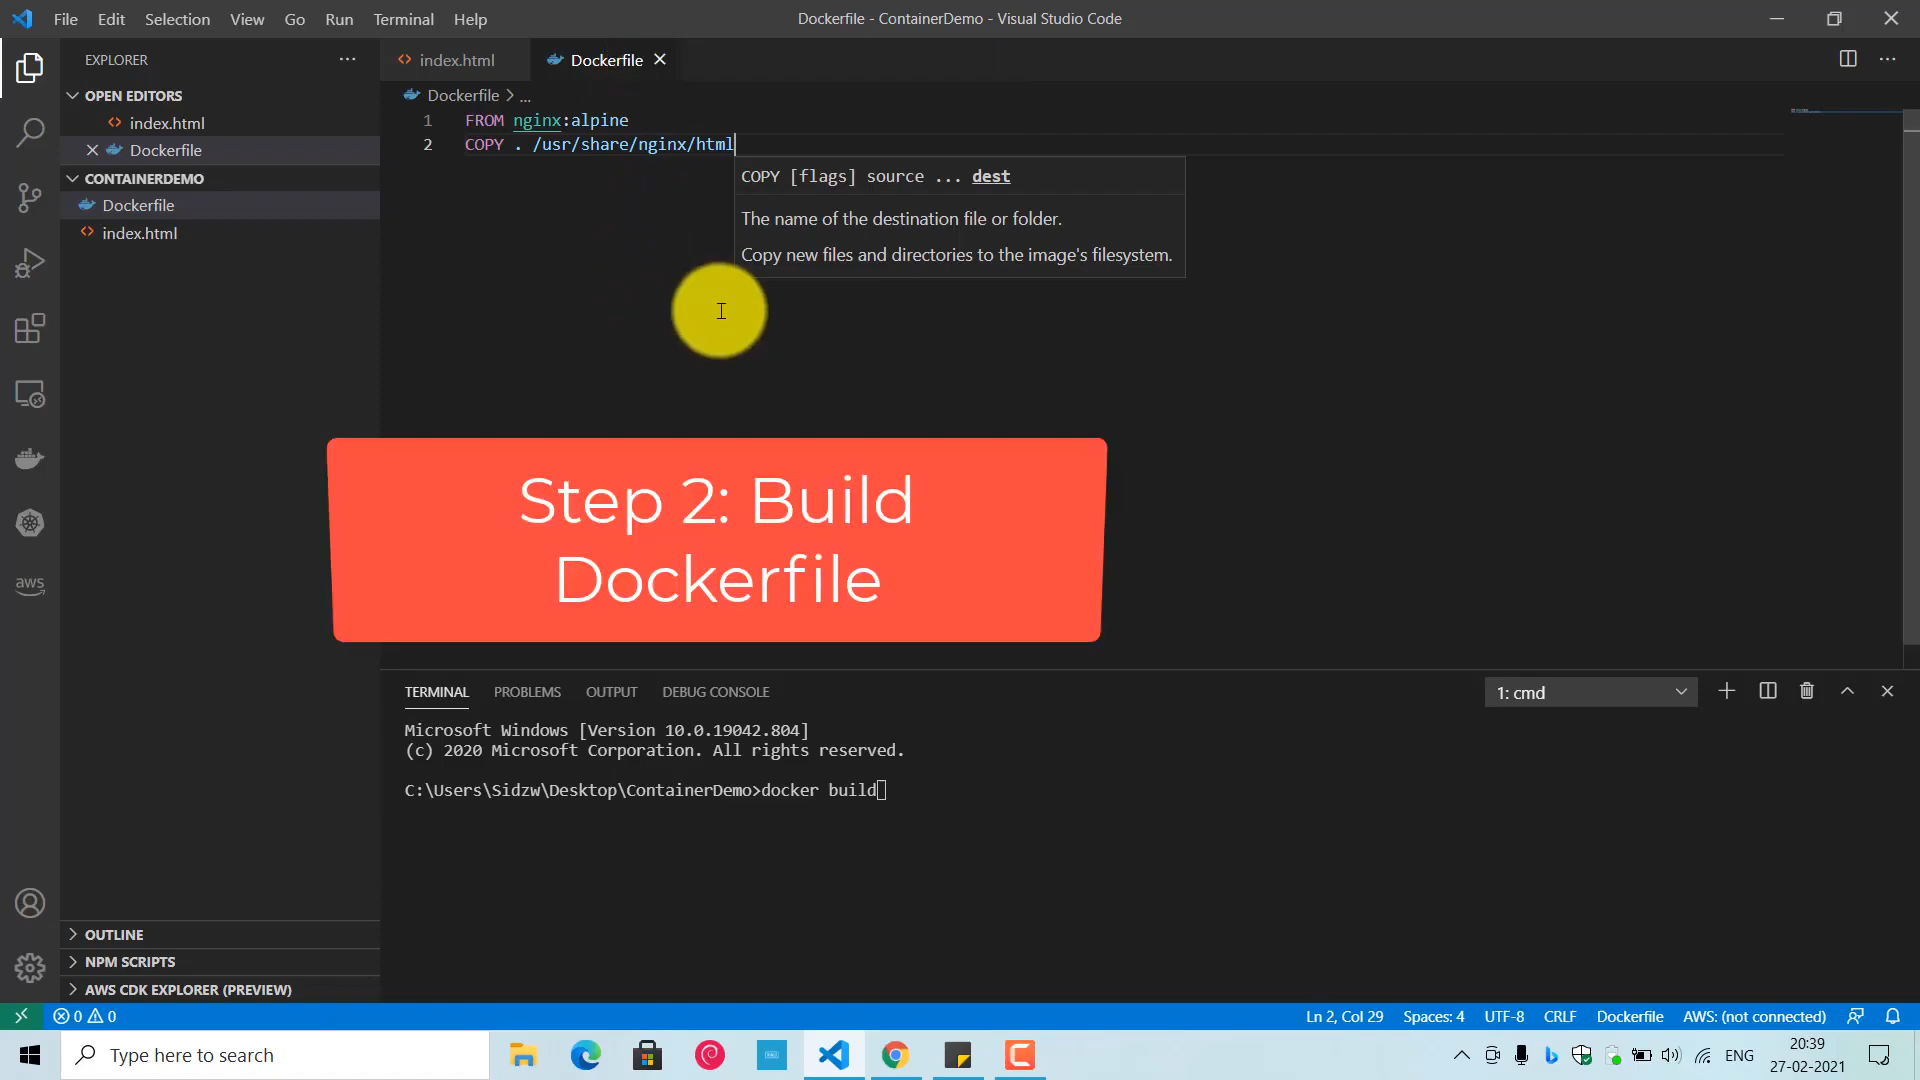 File Edit Selection View Go Run Terminal Help
Dockerfile - ContainerDemo - Visual Studio Code
EXPLORER
OPEN EDITORS
index.html
Dockerfile
CONTAINERDEMO
Dockerfile
index.html
OUTLINE
NPM SCRIPTS
AWS CDK EXPLORER (PREVIEW)
aws
index.html
Dockerfile
Dockerfile > ...
1 FROM nginx:alpine
2 COPY . /usr/share/nginx/html
COPY [flags] source ... dest
The name of the destination file or folder.
Copy new files and directories to the image's filesystem.
Step 2: Build
Dockerfile
TERMINAL PROBLEMS OUTPUT DEBUG CONSOLE
1: cmd
Microsoft Windows [Version 10.0.19042.804]
(c) 2020 Microsoft Corporation. All rights reserved.
C:\Users\Sidzw\Desktop\ContainerDemo>docker build
0 0
Ln 2, Col 29 Spaces: 4 UTF-8 CRLF Dockerfile AWS: (not connected)
Type here to search
ENG
20:39
27-02-2021